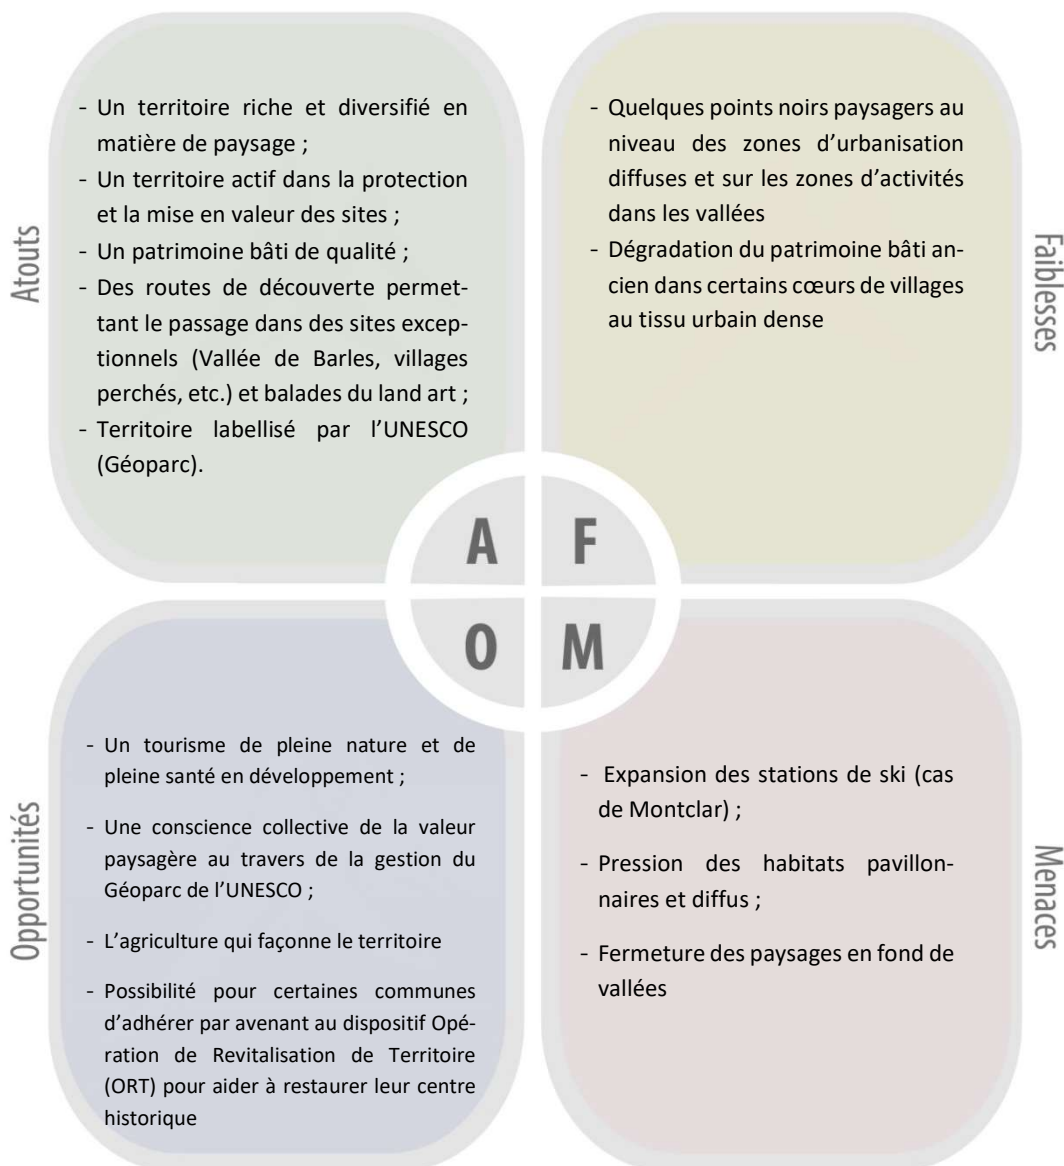 Atouts
- Un territoire riche et diversifié en
matière de paysage ;
- Un territoire actif dans la protection
et la mise en valeur des sites ;
- Un patrimoine bâti de qualité ;
- Des routes de découverte permet-
tant le passage dans des sites excep-
tionnels (Vallée de Barles, villages
perchés, etc.) et balades du land art ;
- Territoire labellisé par l’UNESCO
(Géoparc).
Faiblesses
- Quelques points noirs paysagers au
niveau des zones d’urbanisation
diffuses et sur les zones d’activités
dans les vallées
- Dégradation du patrimoine bâti an-
cien dans certains cœurs de villages
au tissu urbain dense
A F
O M
Opportunités
- Un tourisme de pleine nature et de
pleine santé en développement ;
- Une conscience collective de la valeur
paysagère au travers de la gestion du
Géoparc de l’UNESCO ;
- L’agriculture qui façonne le territoire
- Possibilité pour certaines communes
d’adhérer par avenant au dispositif Opé-
ration de Revitalisation de Territoire
(ORT) pour aider à restaurer leur centre
historique
Menaces
- Expansion des stations de ski (cas
de Montclar) ;
- Pression des habitats pavillon-
naires et diffus ;
- Fermeture des paysages en fond de
vallées